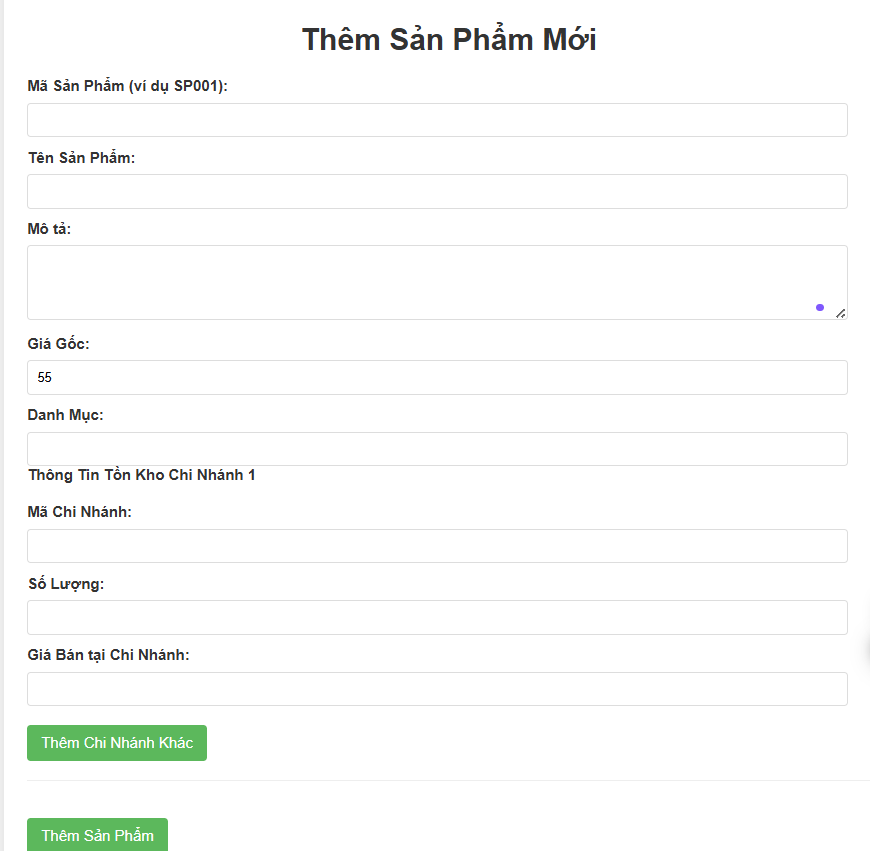 Thêm Sản Phẩm Mới
Mã Sản Phẩm (ví dụ SP001):
Tên Sản Phẩm:
Mô tả:
Giá Gốc:
55
Danh Mục:
Thông Tin Tồn Kho Chi Nhánh 1
Mã Chi Nhánh:
Số Lượng:
Giá Bán tại Chi Nhánh:
Thêm Chi Nhánh Khác
Thêm Sản Phẩm